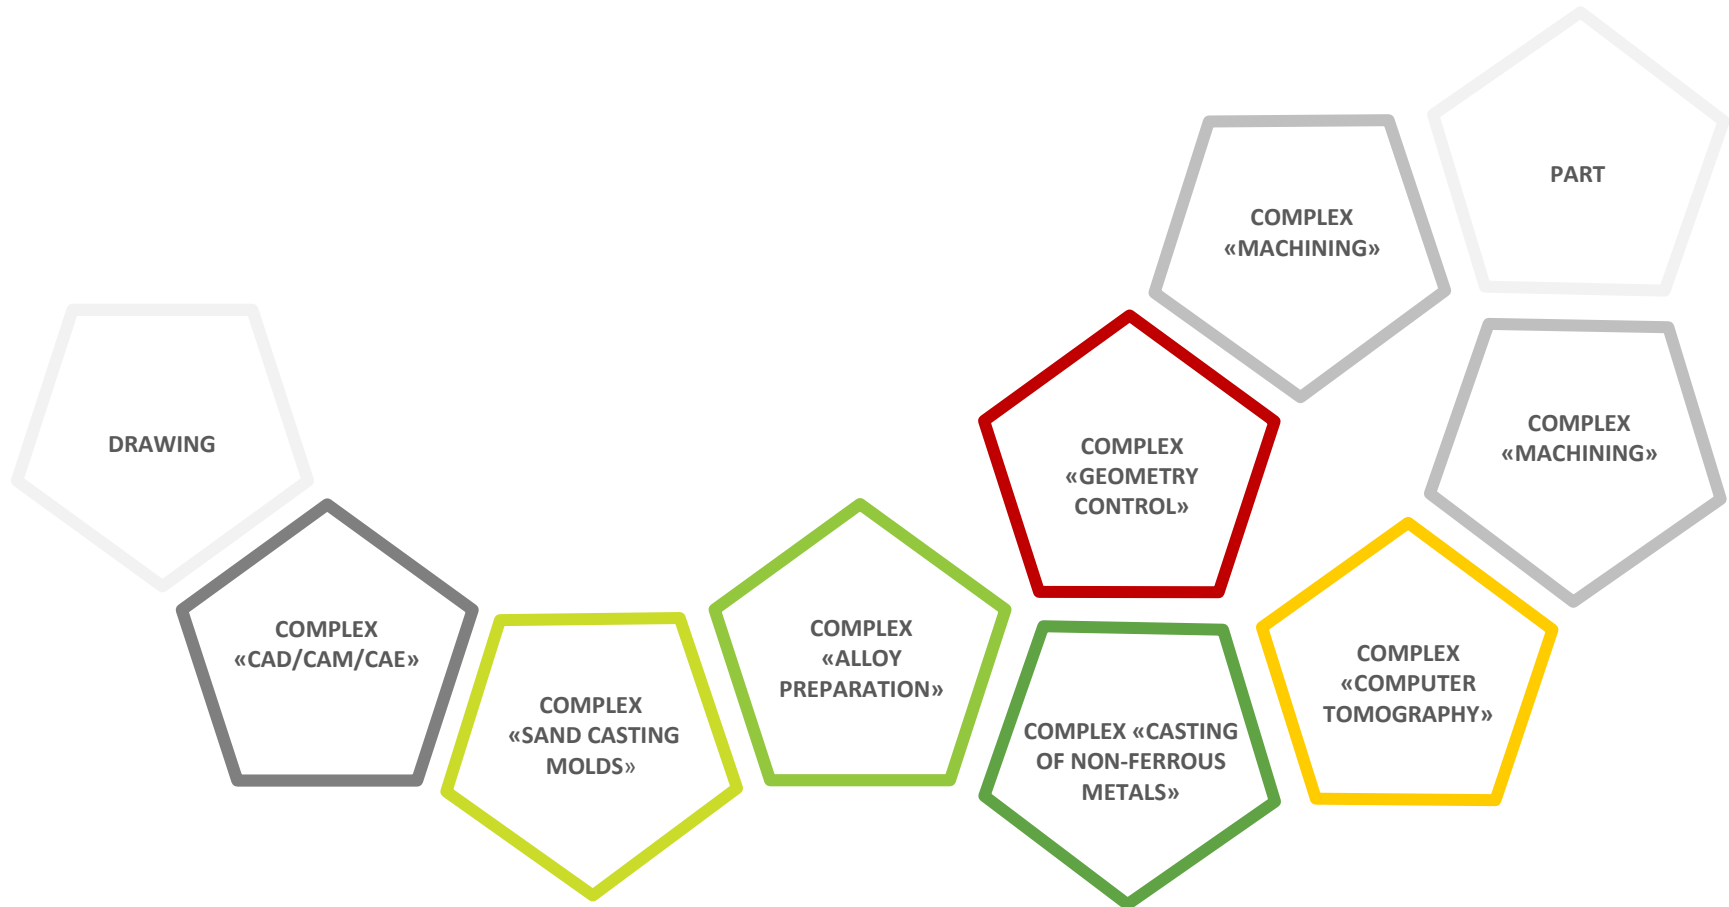 PART
COMPLEX
«MACHINING»
DRAWING
COMPLEX
«GEOMETRY
CONTROL»
COMPLEX
«MACHINING»
COMPLEX
«CAD/CAM/CAE»
COMPLEX
«SAND CASTING
MOLDS»
COMPLEX
«ALLOY
PREPARATION»
COMPLEX «CASTING
OF NON-FERROUS
METALS»
COMPLEX
«COMPUTER
TOMOGRAPHY»